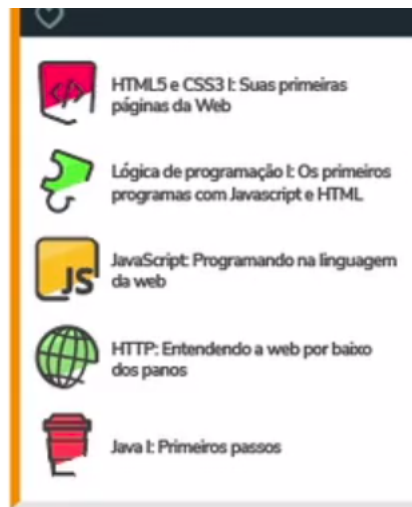 </>
HTML5 e CSS3 I: Suas primeiras
páginas da Web
Lógica de programação I: Os primeiros
programas com Javascript e HTML
JS
JavaScript: Programando na linguagem
da web
HTTP: Entendendo a web por baixo
dos panos
Java I: Primeiros passos